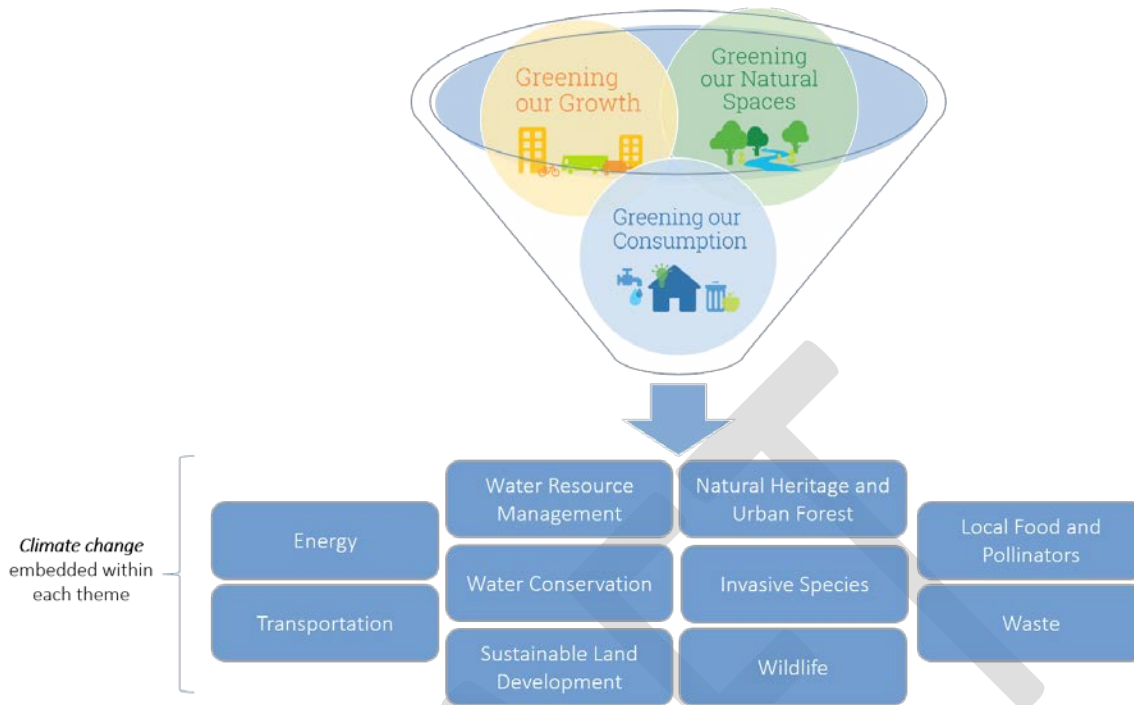 Greening
our Growth
Greening
our Natural
Spaces
Greening our
Consumption
Climate change
embedded within
each theme
Energy
Transportation
Water Resource
Management
Water Conservation
Sustainable Land
Development
Natural Heritage and
Urban Forest
Invasive Species
Wildlife
Local Food and
Pollinators
Waste